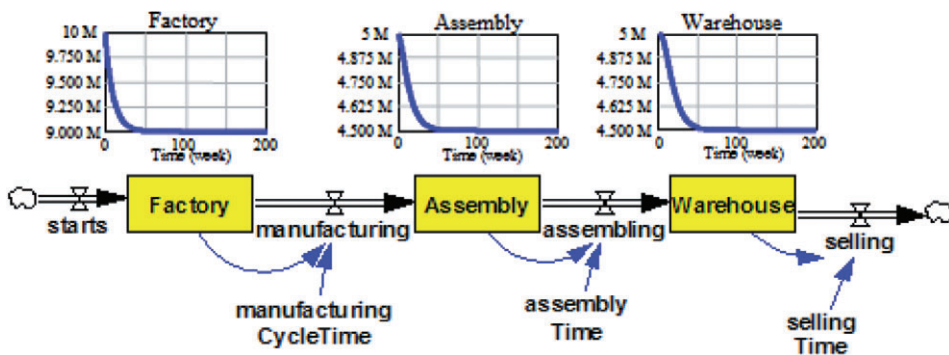 Factory
10 M
9.750 M
9.500 M
9.250 M
9.000 M
0
100
200
Time (week)
Assembly
5 M
4.875 M
4.75 M
4.625 M
4.500 M
0
100
200
Time (week)
Warehouse
5 M
4.875 M
4.75 M
4.625 M
4.500 M
0
100
200
Time (week)
starts
Factory
manufacturing
Assembly
assembling
Warehouse
selling
manufacturing
CycleTime
assembly
Time
selling
Time